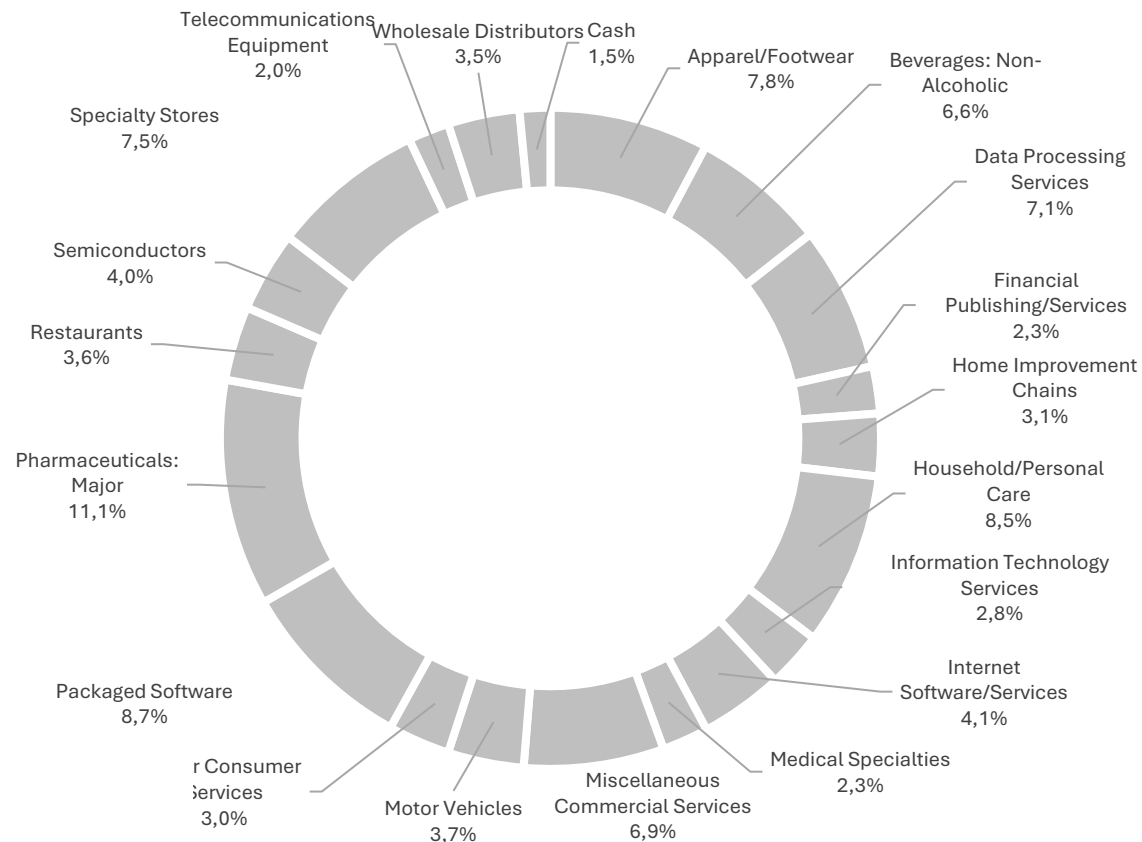 Telecommunications
Equipment
2,0%
Wholesale Distributors
3,5%
Cash
1,5%
Apparel/Footwear
7,8%
Beverages: Non-
Alcoholic
6,6%
Data Processing
Services
7,1%
Financial
Publishing/Services
2,3%
Home Improvement
Chains
3,1%
Household/Personal
Care
8,5%
Information Technology
Services
2,8%
Internet
Software/Services
4,1%
Medical Specialties
2,3%
Miscellaneous
Commercial Services
6,9%
Motor Vehicles
3,7%
r Consumer
ervices
3,0%
Packaged Software
8,7%
Pharmaceuticals:
Major
11,1%
Restaurants
3,6%
Semiconductors
4,0%
Specialty Stores
7,5%